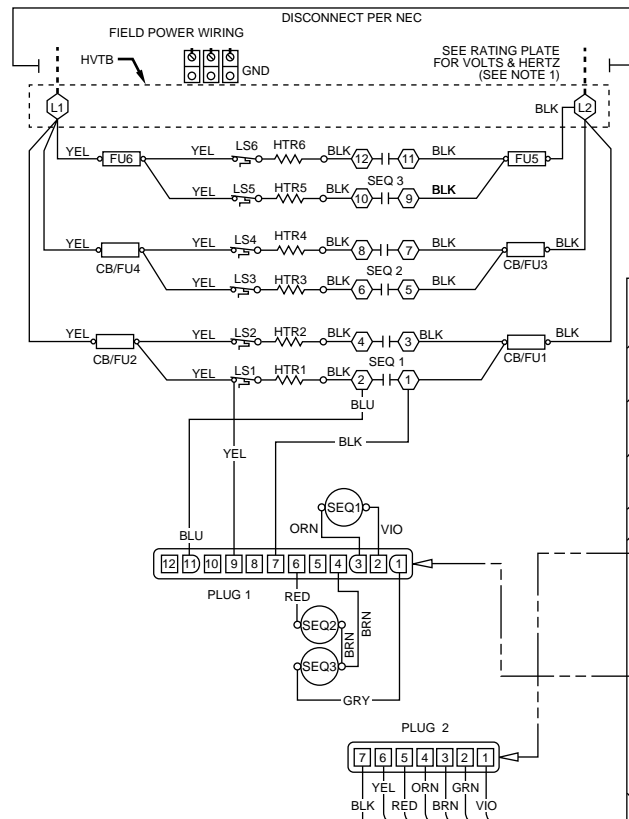 DISCONNECT PER NEC
FIELD POWER WIRING
HVTB
GND
SEE RATING PLATE
FOR VOLTS & HERTZ
(SEE NOTE 1)
L1
BLK
L2
YEL FU6 YEL LS6 HTR6 BLK 12 11 BLK FU5
SEQ 3
YEL LS5 HTR5 BLK 10 9 BLK
YEL CB/FU4 YEL LS4 HTR4 BLK 8 7 BLK CB/FU3 BLK
SEQ 2
YEL LS3 HTR3 BLK 6 5 BLK
YEL CB/FU2 YEL LS2 HTR2 BLK 4 3 BLK CB/FU1 BLK
SEQ 1
YEL LS1 HTR1 BLK 2 1
BLU
BLK
YEL
SEQ1
ORN VIO
BLU
12 11 10 9 8 7 6 5 4 3 2 1
PLUG 1
RED
BRN
BRN
SEQ2
SEQ3
GRY
PLUG 2
7 6 5 4 3 2 1
YEL ORN GRN
BLK RED BRN VIO